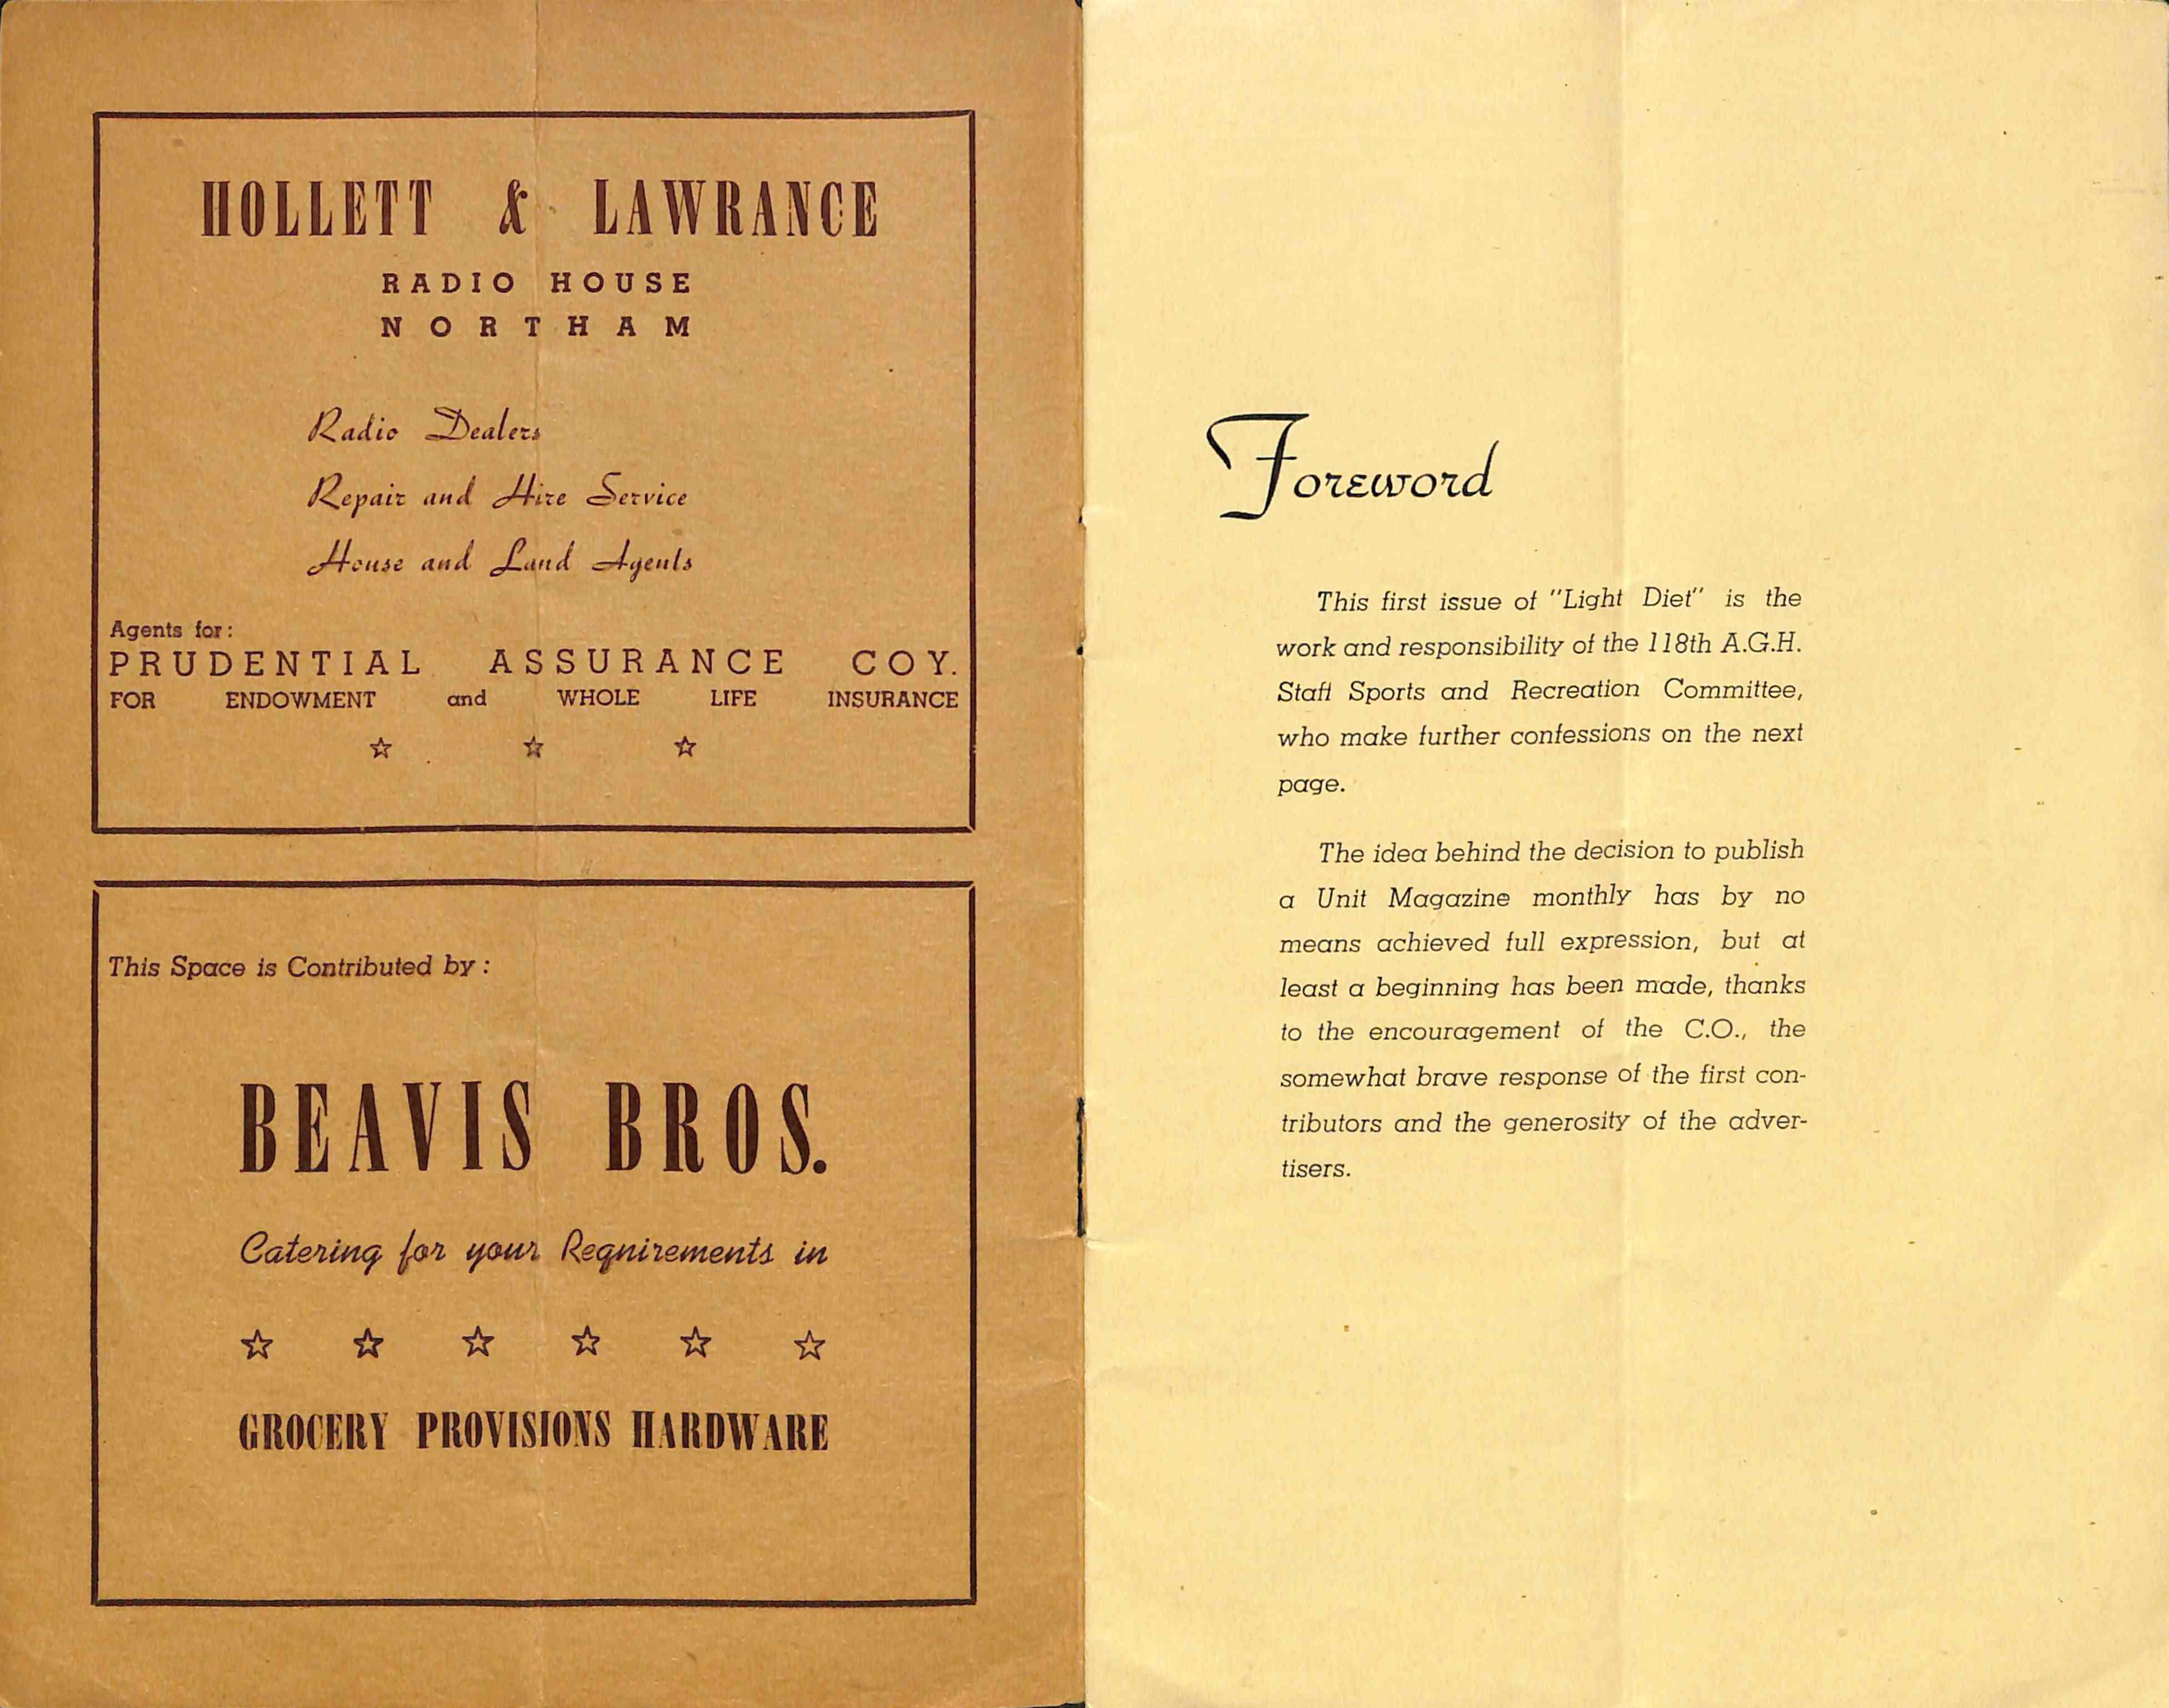 HOLLETT & LAWRANCE
RADIO HOUSE
NORTHAM
Radio Dealers
Repair and Hire Service
House and Land Agents
Agents for:
PRUDENTIAL ASSURANCE COY.
FOR ENDOWMENT and WHOLE LIFE INSURANCE
☆ ☆ ☆
This Space is Contributed by :
BEAVIS BROS.
Catering for your Reqnirements in
☆ ☆ ☆ ☆ ☆ ☆
GROCERY PROVISIONS HARDWARE
Foreword
This first issue of "Light Diet" is the
work and responsibility of the 118th A.G.H.
Staff Sports and Recreation Committee,
who make further confessions on the next
page.
The idea behind the decision to publish
a Unit Magazine monthly has by no
means achieved full expression, but at
least a beginning has been made, thanks
to the encouragement of the C.O., the
somewhat brave response of the first con-
tributors and the generosity of the adver-
tisers.